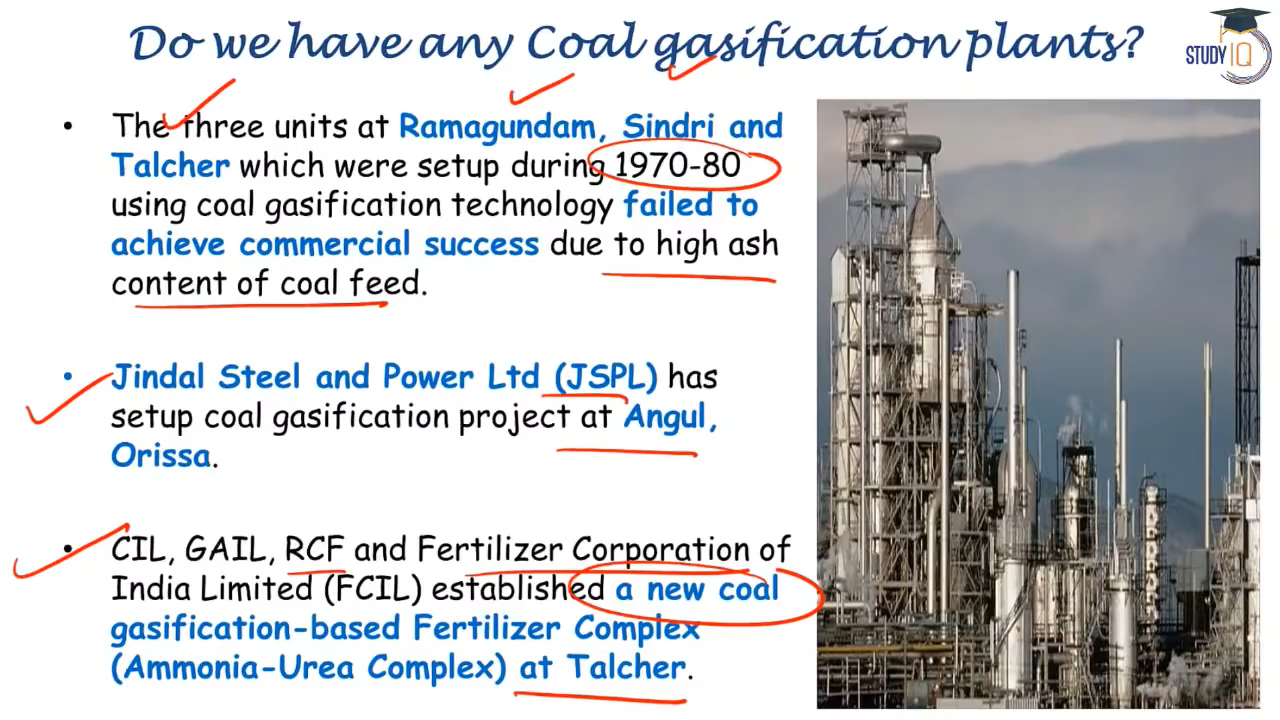 Do we have any Coal gasification plants?
STUDY IQ
• The three units at Ramagundam, Sindri and
Talcher which were setup during 1970-80
using coal gasification technology failed to
achieve commercial success due to high ash
content of coal feed.
• Jindal Steel and Power Ltd (JSPL) has
setup coal gasification project at Angul,
Orissa.
• CIL, GAIL, RCF and Fertilizer Corporation of
India Limited (FCIL) established a new coal
gasification-based Fertilizer Complex
(Ammonia-Urea Complex) at Talcher.